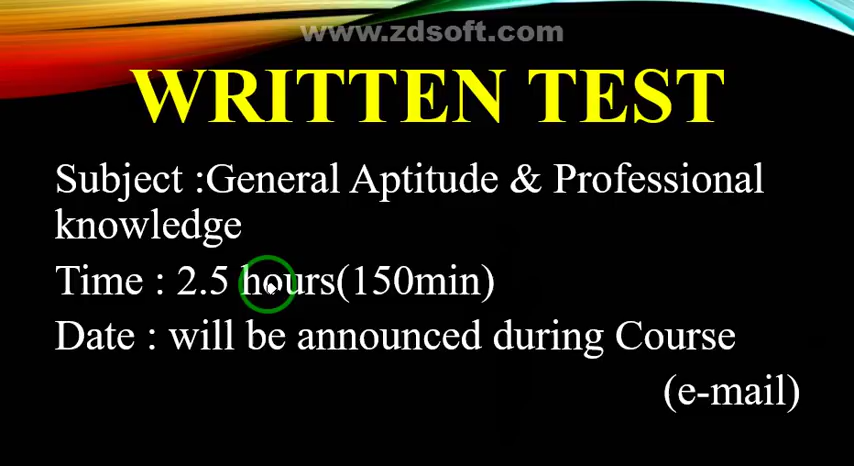 www.zdsoft.com
WRITTEN TEST
Subject :General Aptitude & Professional
knowledge
Time : 2.5 hours(150min)
Date : will be announced during Course
(e-mail)